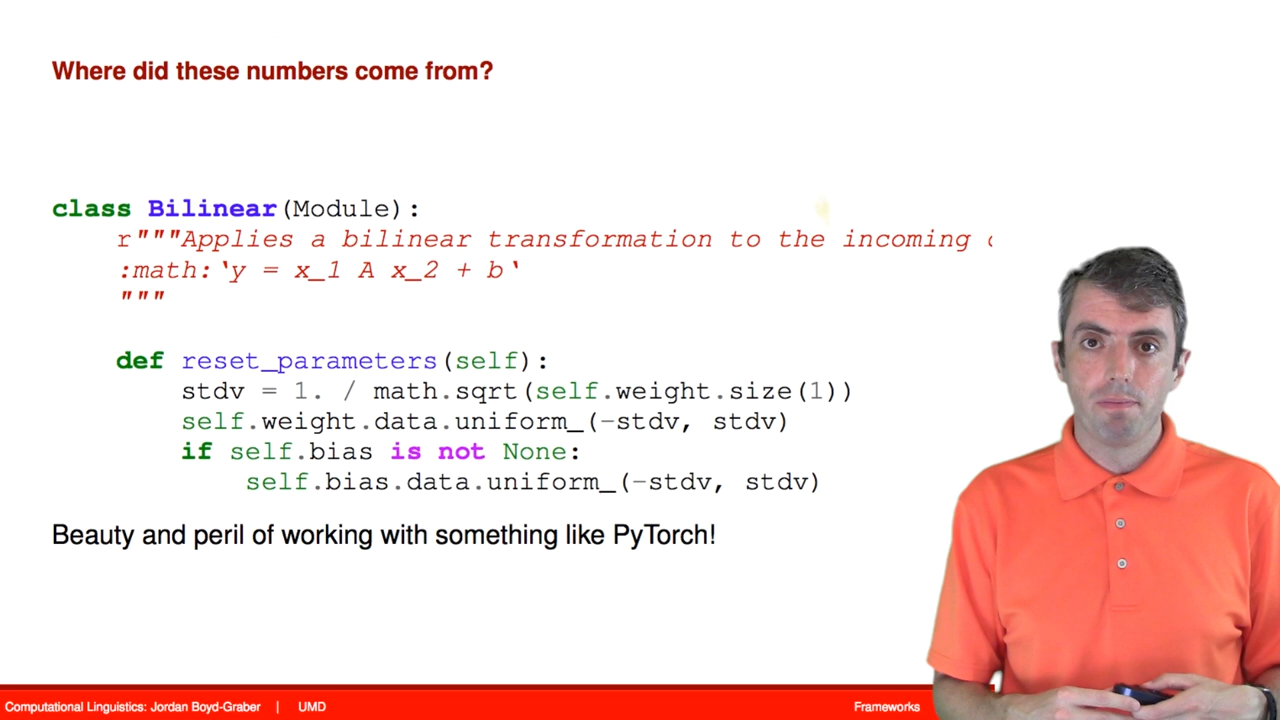 Where did these numbers come from?
class Bilinear(Module):
r"""Applies a bilinear transformation to the incoming
:math:‘y = x_1 A x_2 + b‘
"""
def reset_parameters(self):
stdv = 1. / math.sqrt(self.weight.size(1))
self.weight.data.uniform_(-stdv, stdv)
if self.bias is not None:
self.bias.data.uniform_(-stdv, stdv)
Beauty and peril of working with something like PyTorch!
Computational Linguistics: Jordan Boyd-Graber | UMD
Frameworks